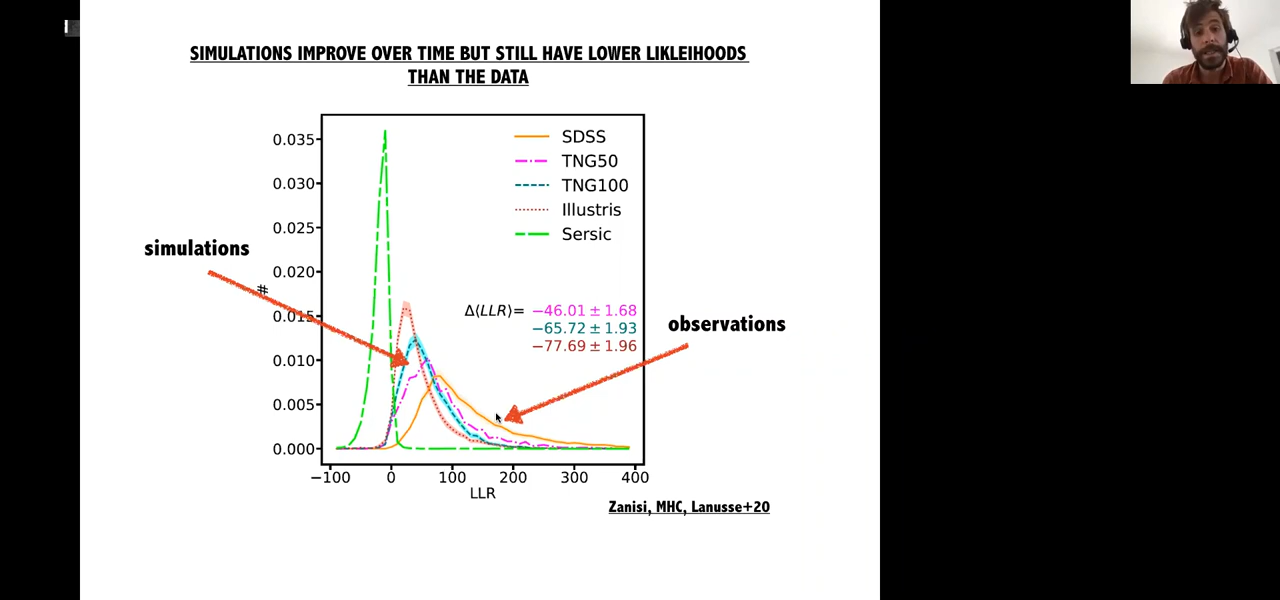 SIMULATIONS IMPROVE OVER TIME BUT STILL HAVE LOWER LIKLEIHOODS
THAN THE DATA
0.035
0.030
0.025
0.020
0.015
0.010
0.005
0.000
#
SDSS
TNG50
TNG100
Illustris
Sersic
simulations
Δ⟨LLR⟩= −46.01 ± 1.68
−65.72 ± 1.93
−77.69 ± 1.96
observations
−100 0 100 200 300 400
LLR
Zanisi, MHC, Lanusse+20